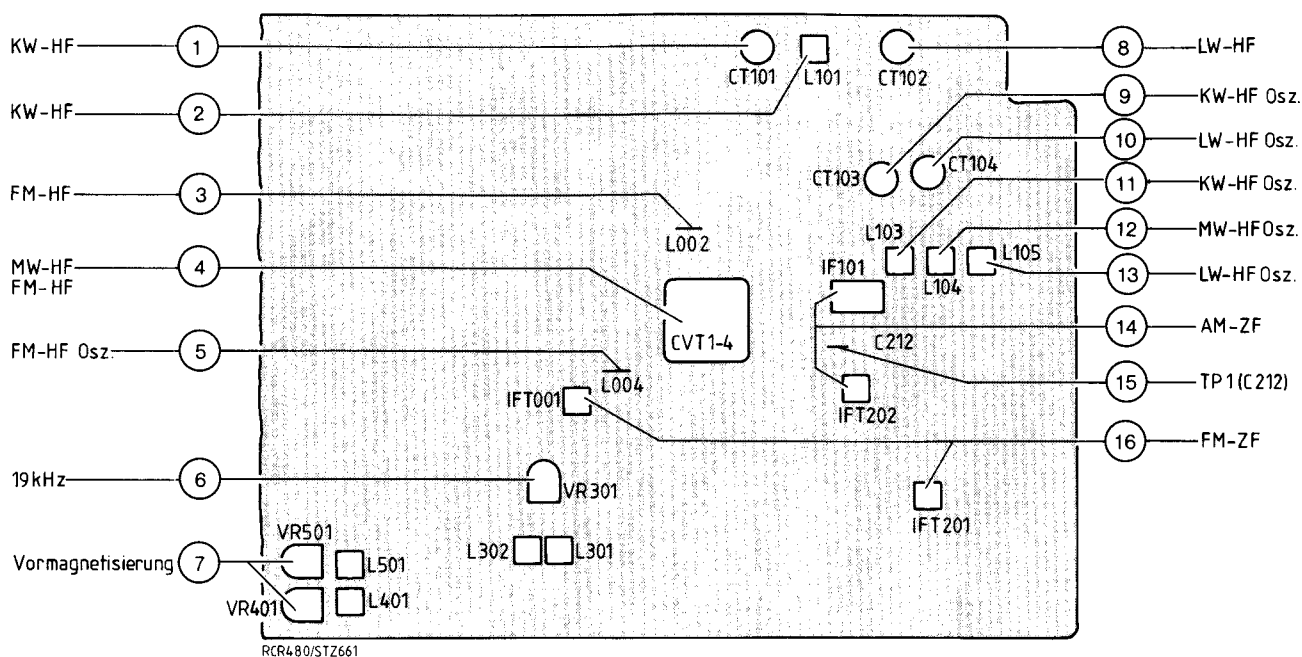 KW-HF 1
CT101
L101
CT102
8 LW-HF
KW-HF 2
9 KW-HF Osz.
FM-HF 3
L002
CT103
CT104
10 LW-HF Osz.
11 KW-HF Osz.
MW-HF
FM-HF
4
CVT1-4
L103
L104
L105
12 MW-HF Osz.
13 LW-HF Osz.
IF101
C212
14 AM-ZF
FM-HF Osz. 5
L004
IFT001
IFT202
15 TP1(C212)
16 FM-ZF
19kHz 6
VR301
IFT201
Vormagnetisierung 7
VR501
L501
VR401
L401
L302
L301
RCR480/STZ661